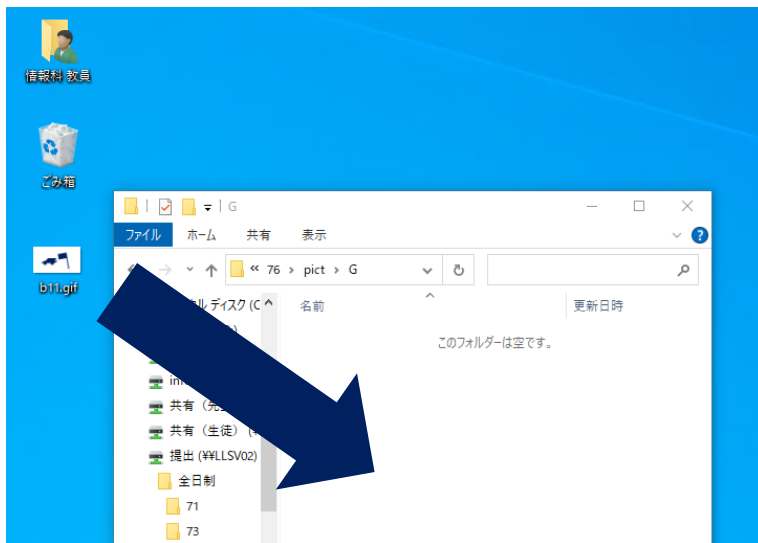 情報科 教員
ごみ箱
b11.gif
G
ファイル ホーム 共有 表示
« 76 › pict › G
ディスク (C
名前 更新日時
このフォルダーは空です。
共有
共有（生徒）
提出 (¥¥LLSV02)
全日制
71
73